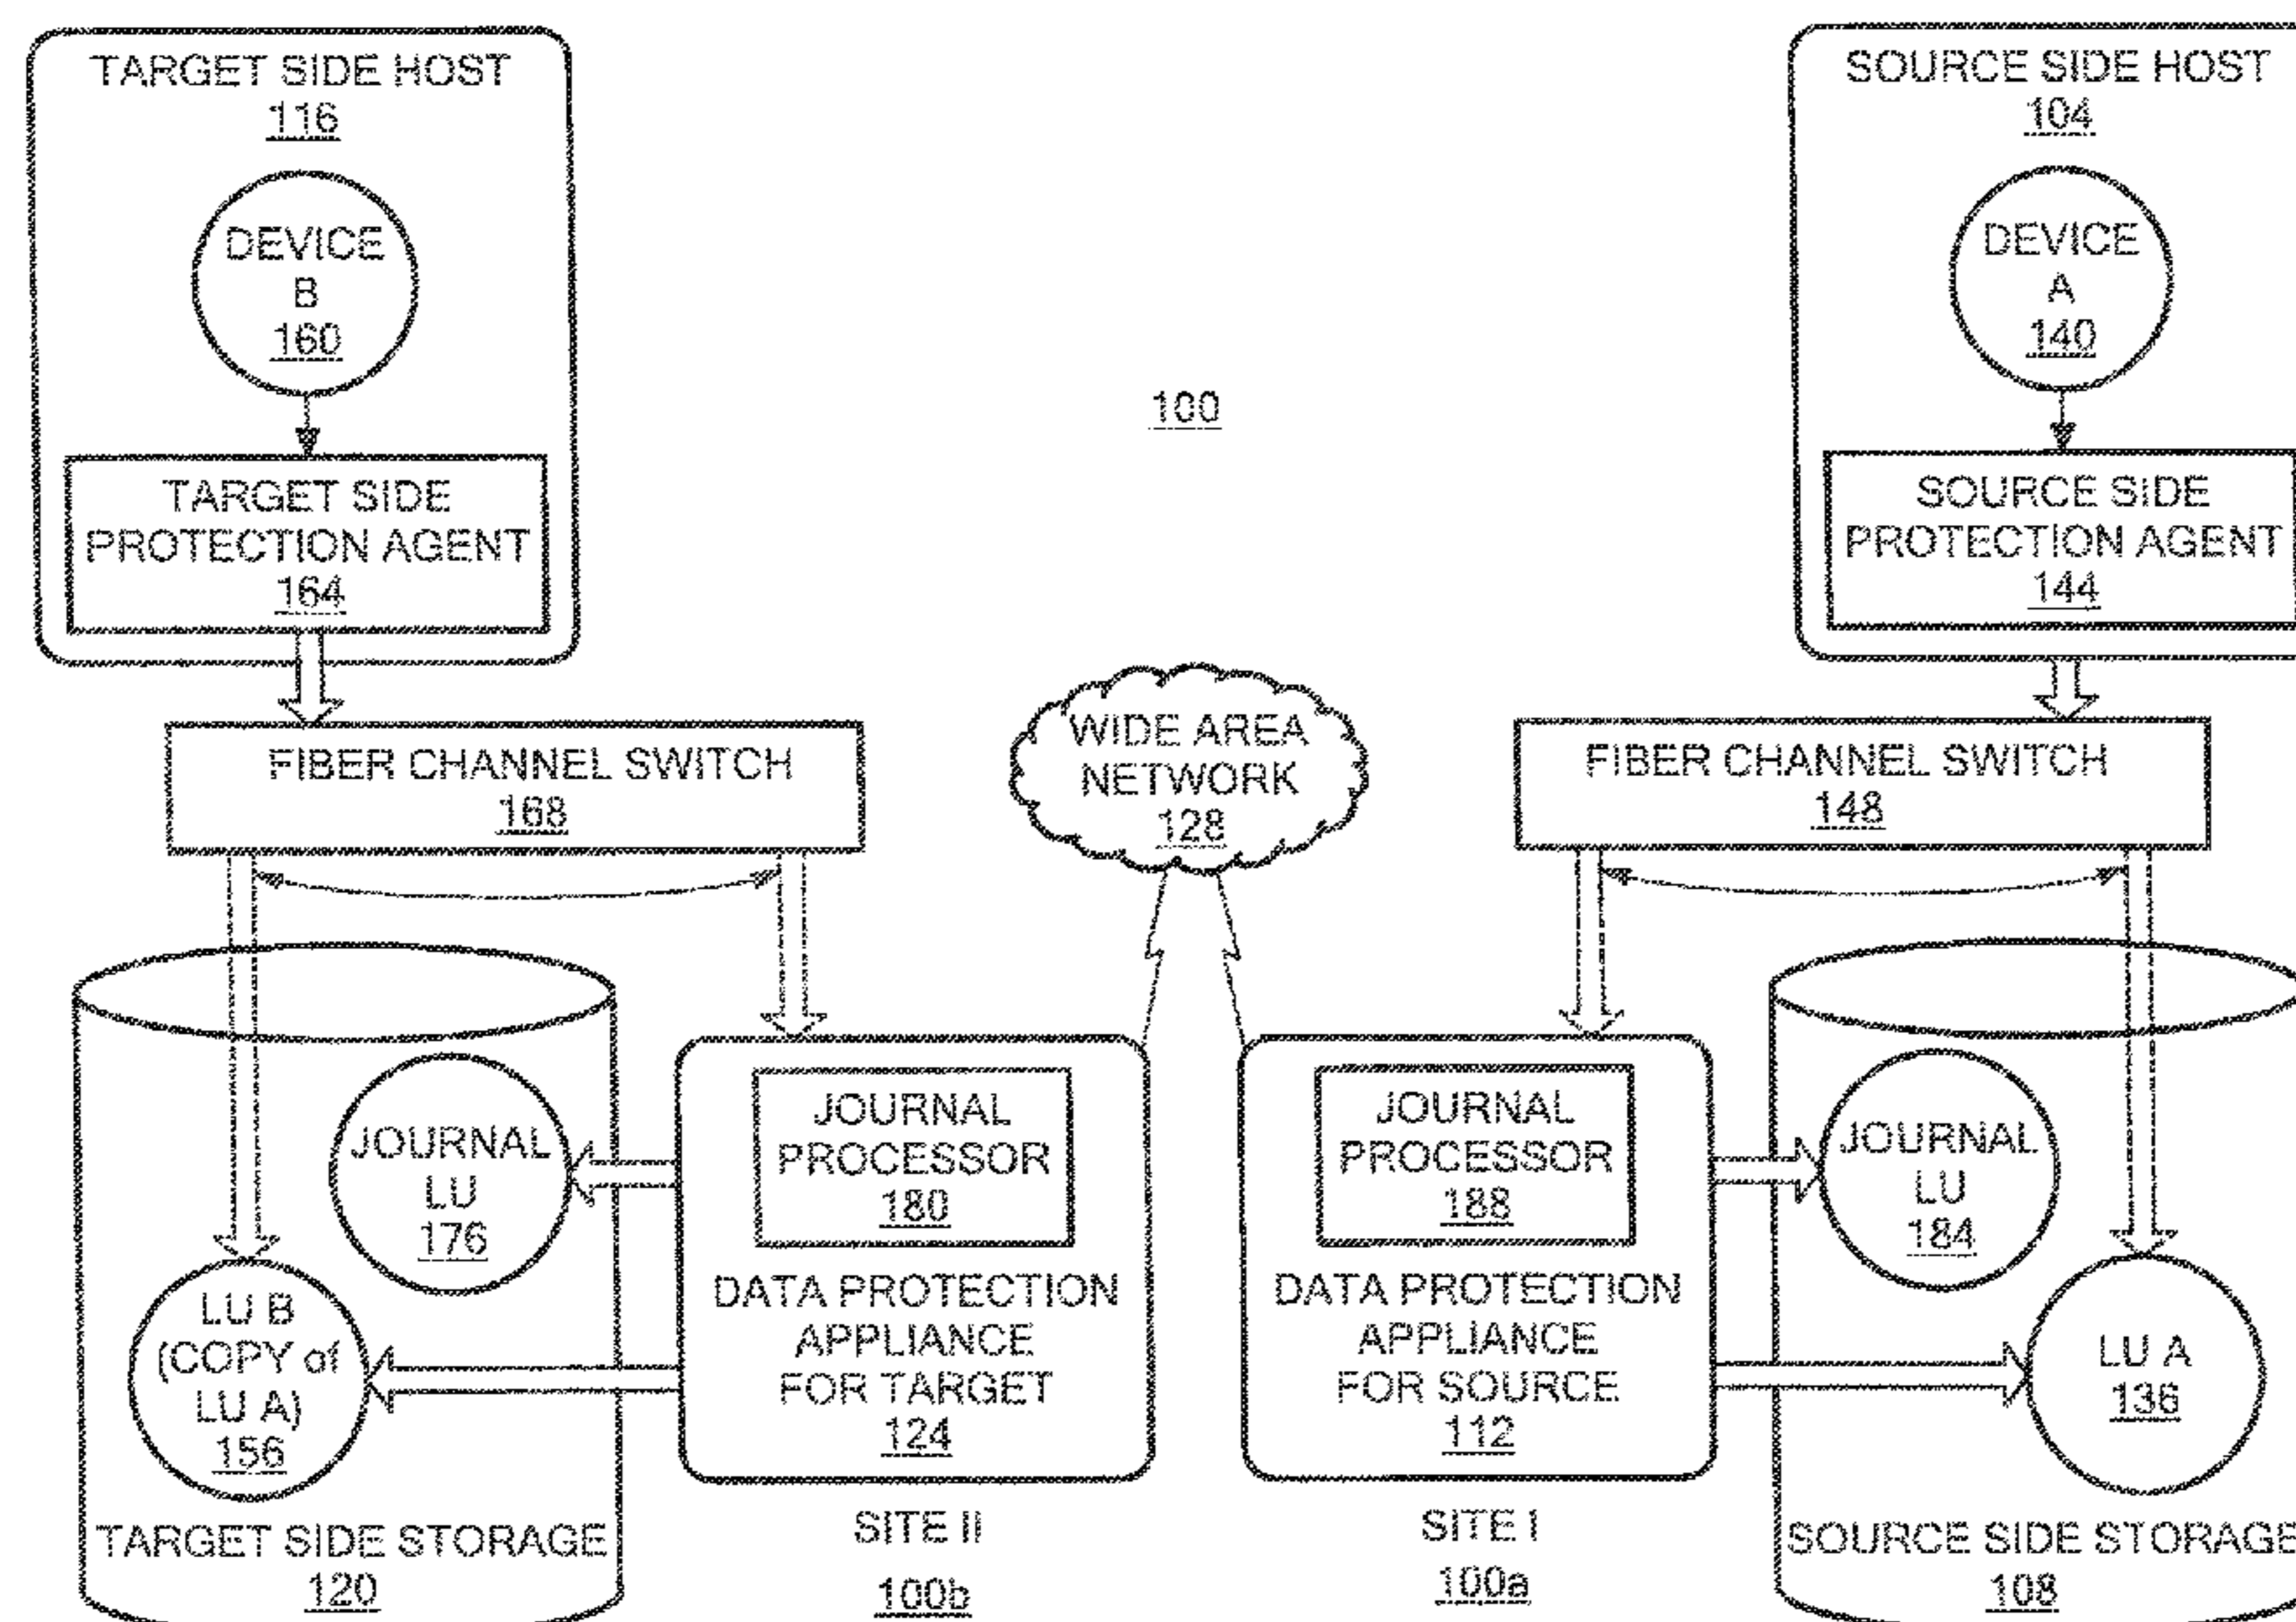 TARGET SIDE HOST
116
DEVICE
B
160
TARGET SIDE
PROTECTION AGENT
164
SOURCE SIDE HOST
104
DEVICE
A
140
SOURCE SIDE
PROTECTION AGENT
144
100
FIBER CHANNEL SWITCH
168
WIDE AREA
NETWORK
128
FIBER CHANNEL SWITCH
148
JOURNAL
LU
176
LU B
(COPY of
LU A)
156
TARGET SIDE STORAGE
120
JOURNAL
PROCESSOR
180
DATA PROTECTION
APPLIANCE
FOR TARGET
124
SITE II
100b
JOURNAL
PROCESSOR
188
DATA PROTECTION
APPLIANCE
FOR SOURCE
112
SITE I
100a
JOURNAL
LU
184
LU A
136
SOURCE SIDE STORAGE
108